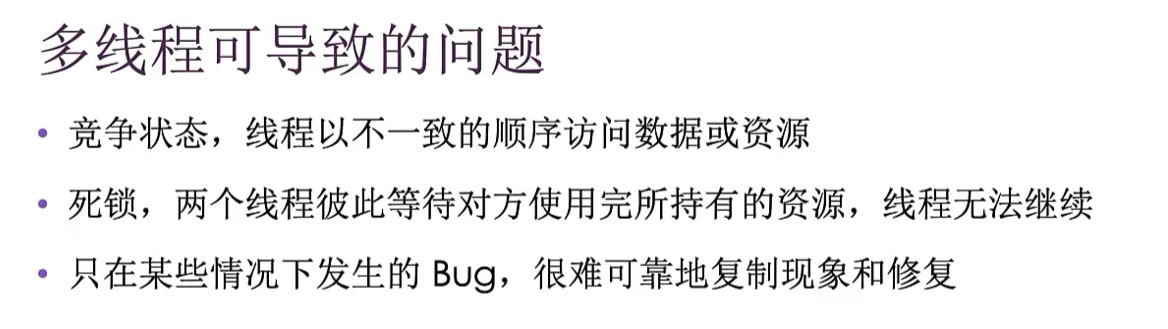 多线程可导致的问题
• 竞争状态，线程以不一致的顺序访问数据或资源
• 死锁，两个线程彼此等待对方使用完所持有的资源，线程无法继续
• 只在某些情况下发生的 Bug，很难可靠地复制现象和修复